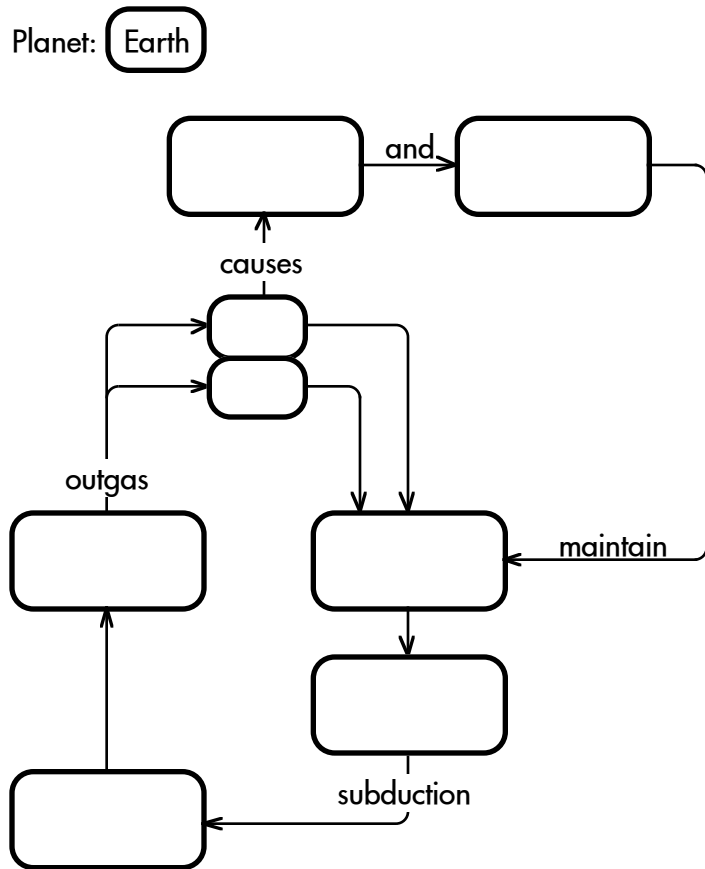 Planet: Earth
and
causes
outgas
maintain
subduction